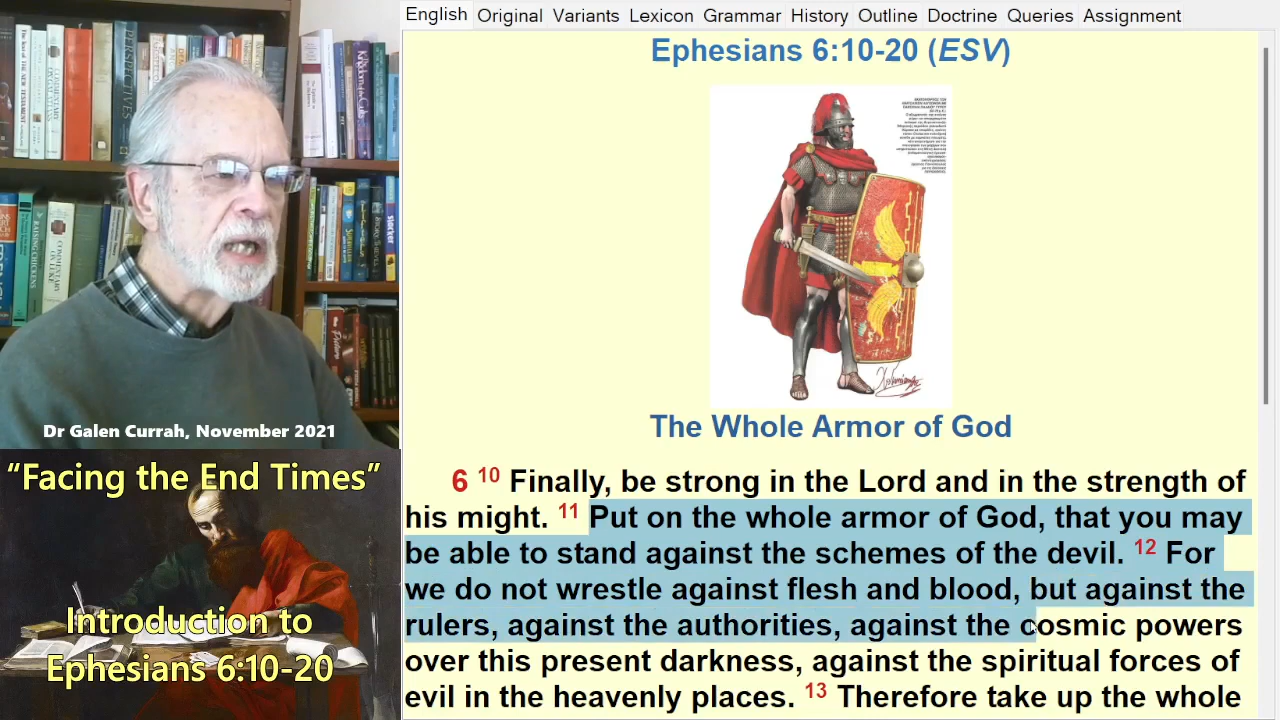 English Original Variants Lexicon Grammar History Outline Doctrine Queries Assignment
Ephesians 6:10-20 (ESV)
The Whole Armor of God
6 10 Finally, be strong in the Lord and in the strength of
his might. 11 Put on the whole armor of God, that you may
be able to stand against the schemes of the devil. 12 For
we do not wrestle against flesh and blood, but against the
rulers, against the authorities, against the cosmic powers
over this present darkness, against the spiritual forces of
evil in the heavenly places. 13 Therefore take up the whole
Dr Galen Currah, November 2021
“Facing the End Times”
Introduction to
Ephesians 6:10-20
COMMENTARY ON LUKE